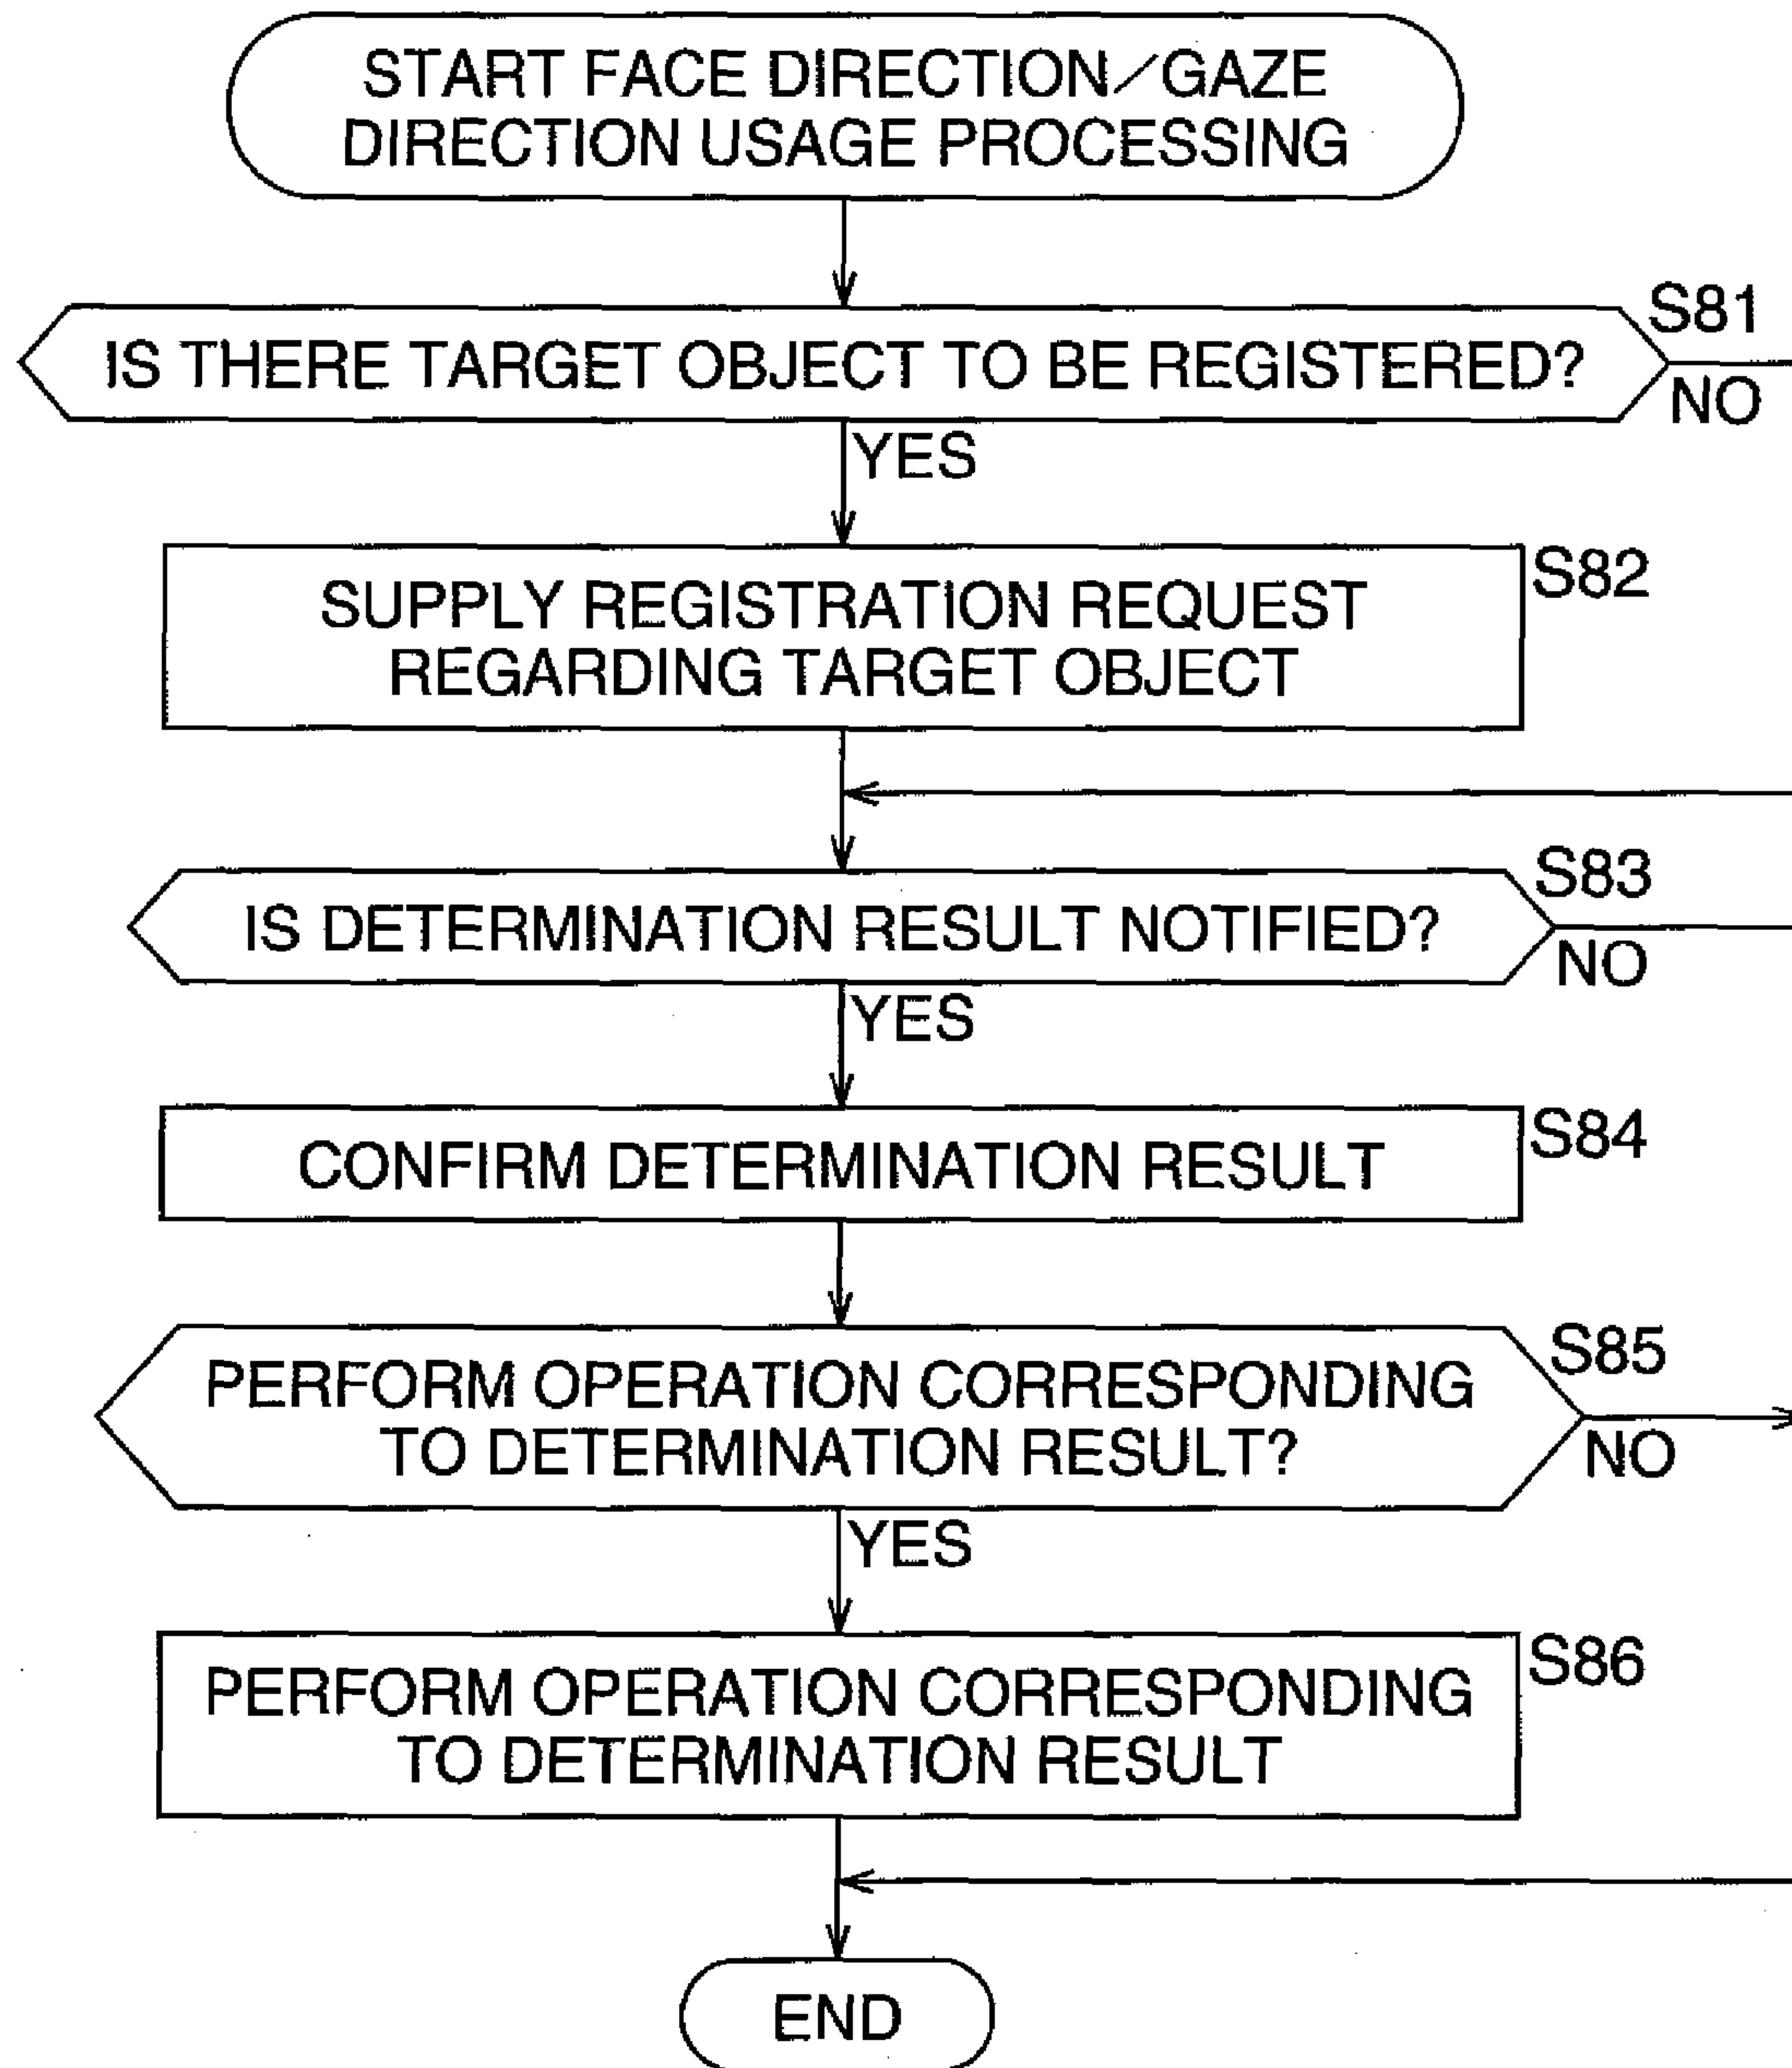 START FACE DIRECTION/GAZE
DIRECTION USAGE PROCESSING
S81
IS THERE TARGET OBJECT TO BE REGISTERED?
NO
YES
S82
SUPPLY REGISTRATION REQUEST
REGARDING TARGET OBJECT
S83
IS DETERMINATION RESULT NOTIFIED?
NO
YES
S84
CONFIRM DETERMINATION RESULT
S85
PERFORM OPERATION CORRESPONDING
TO DETERMINATION RESULT?
NO
YES
S86
PERFORM OPERATION CORRESPONDING
TO DETERMINATION RESULT
END